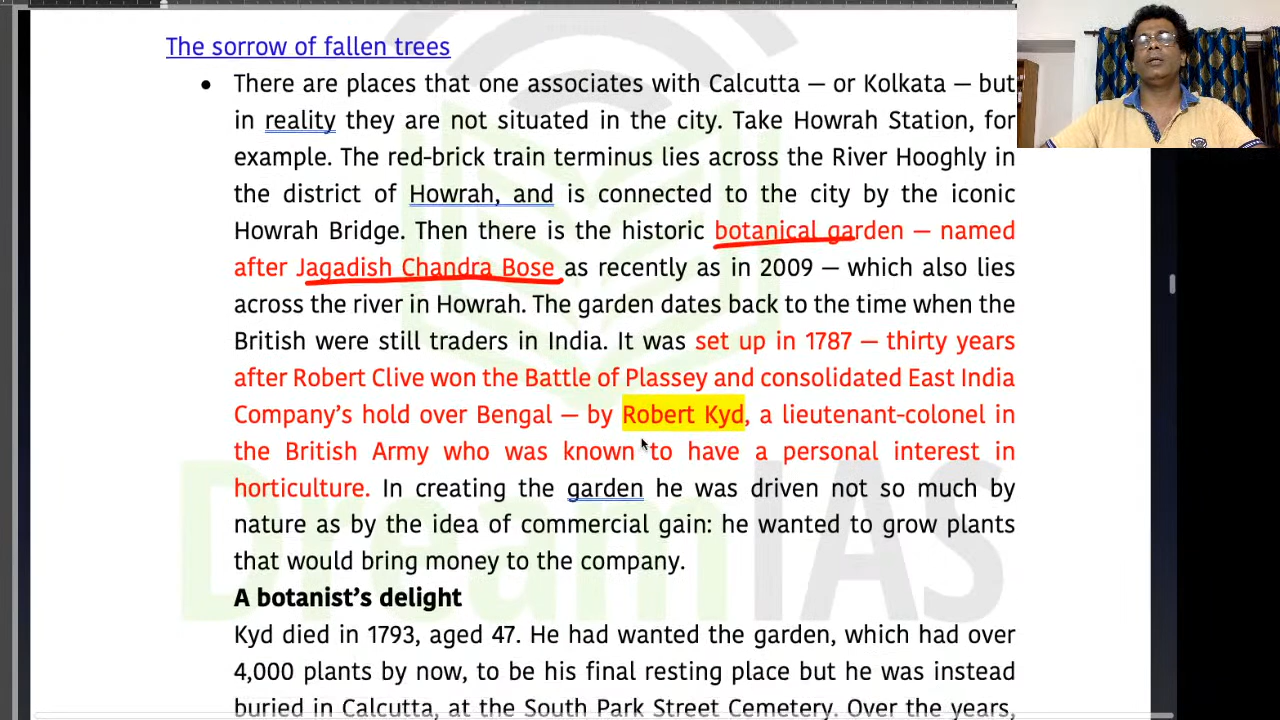 The sorrow of fallen trees
• There are places that one associates with Calcutta — or Kolkata — but
in reality they are not situated in the city. Take Howrah Station, for
example. The red-brick train terminus lies across the River Hooghly in
the district of Howrah, and is connected to the city by the iconic
Howrah Bridge. Then there is the historic botanical garden — named
after Jagadish Chandra Bose as recently as in 2009 — which also lies
across the river in Howrah. The garden dates back to the time when the
British were still traders in India. It was set up in 1787 — thirty years
after Robert Clive won the Battle of Plassey and consolidated East India
Company's hold over Bengal — by Robert Kyd, a lieutenant-colonel in
the British Army who was known to have a personal interest in
horticulture. In creating the garden he was driven not so much by
nature as by the idea of commercial gain: he wanted to grow plants
that would bring money to the company.
A botanist's delight
Kyd died in 1793, aged 47. He had wanted the garden, which had over
4,000 plants by now, to be his final resting place but he was instead
buried in Calcutta, at the South Park Street Cemetery. Over the years,
DreamIAS